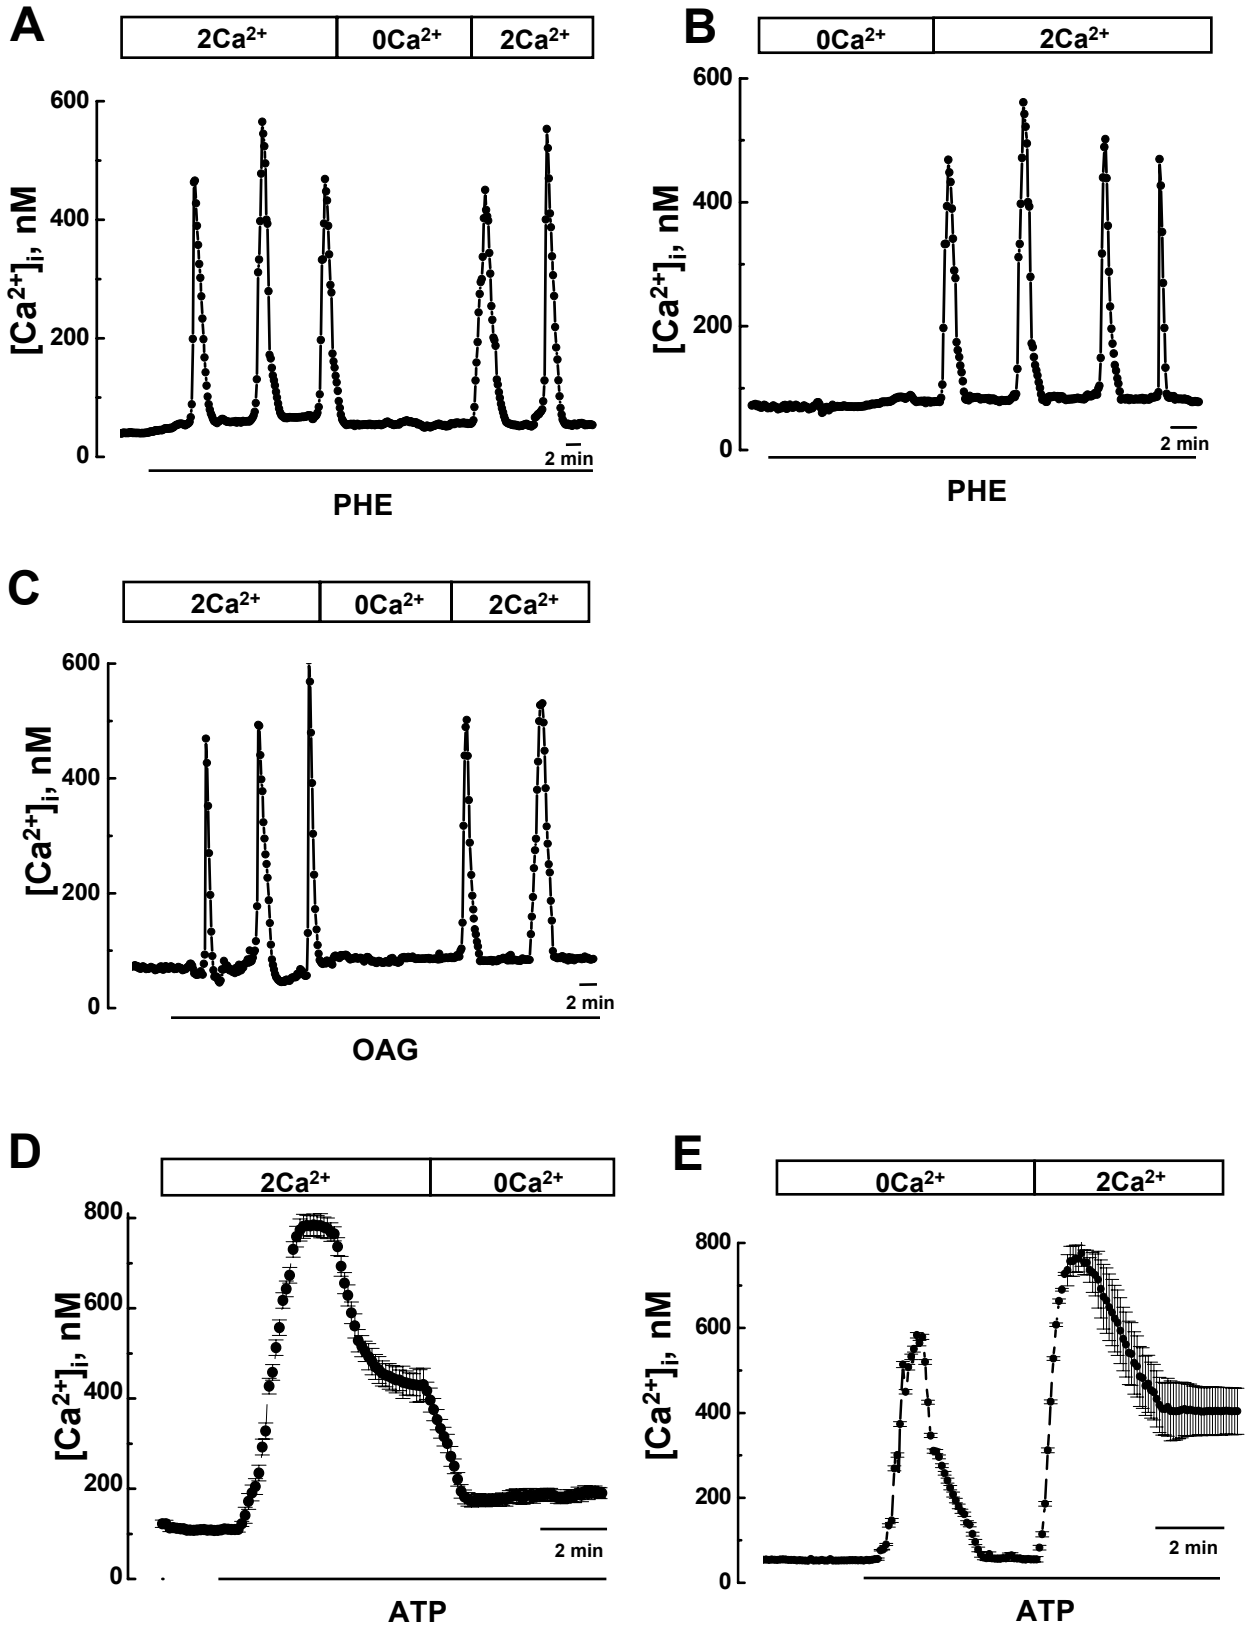 A
2Ca²⁺ 0Ca²⁺ 2Ca²⁺
[Ca²⁺]i, nM
600
400
200
0
2 min
PHE
B
0Ca²⁺ 2Ca²⁺
[Ca²⁺]i, nM
600
400
200
0
2 min
PHE
C
2Ca²⁺ 0Ca²⁺ 2Ca²⁺
[Ca²⁺]i, nM
600
400
200
0
2 min
OAG
D
2Ca²⁺ 0Ca²⁺
[Ca²⁺]i, nM
800
600
400
200
0
2 min
ATP
E
0Ca²⁺ 2Ca²⁺
[Ca²⁺]i, nM
800
600
400
200
0
2 min
ATP